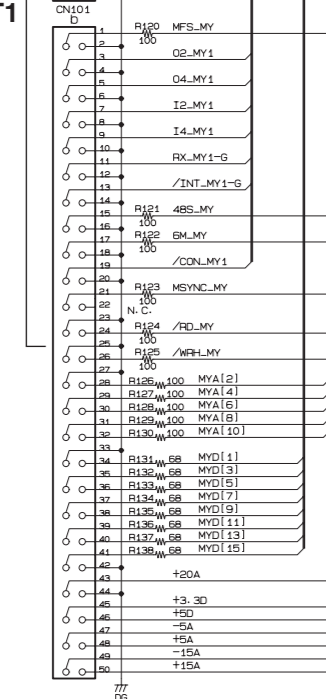 T1
CN101
b
1 R120 MFS_MY
2 100
3 O2_MY1
4
5 O4_MY1
6
7 I2_MY1
8
9 I4_MY1
10
11 RX_MY1-G
12
13 /INT_MY1-G
14
15 R121 48S_MY
16 100
17 R122 6M_MY
18 100
19 /CON_MY1
20
21 R123 MSYNC_MY
22 100
N.C.
23
24 R124 /RD_MY
25 100
26 R125 /WRH_MY
27 100
28 R126 100 MYA[2]
29 R127 100 MYA[4]
30 R128 100 MYA[6]
31 R129 100 MYA[8]
32 R130 100 MYA[10]
33
34 R131 68 MYD[1]
35 R132 68 MYD[3]
36 R133 68 MYD[5]
37 R134 68 MYD[7]
38 R135 68 MYD[9]
39 R136 68 MYD[11]
40 R137 68 MYD[13]
41 R138 68 MYD[15]
42
43 +20A
44
45 +3.3D
46 +5D
47 -5A
48 +5A
49 -15A
50 +15A
DG